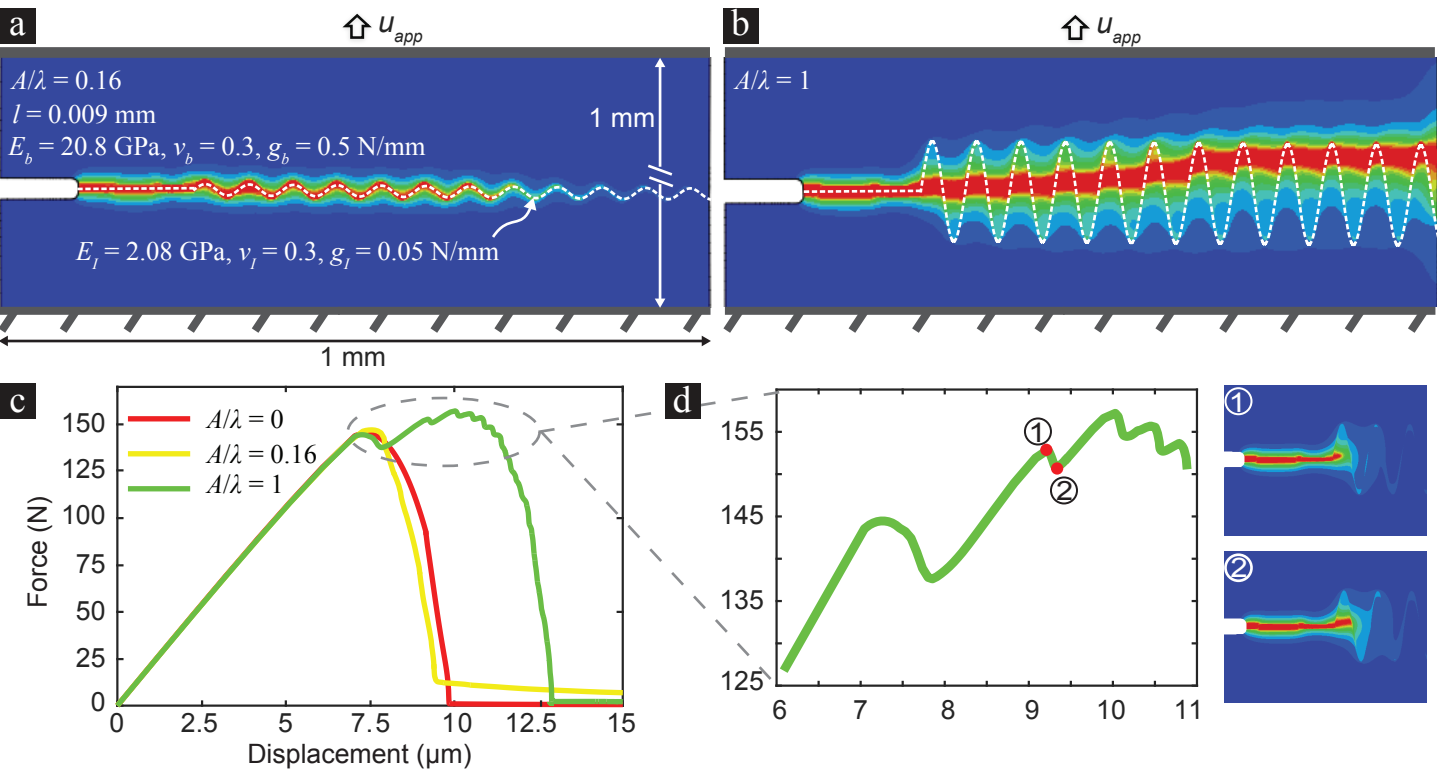 a
u_app
A/λ = 0.16
l = 0.009 mm
E_b = 20.8 GPa, ν_b = 0.3, g_b = 0.5 N/mm
1 mm
E_I = 2.08 GPa, ν_I = 0.3, g_I = 0.05 N/mm
1 mm
b
u_app
A/λ = 1
c
Force (N)
150
125
100
75
50
25
0
A/λ = 0
A/λ = 0.16
A/λ = 1
0 2.5 5 7.5 10 12.5 15
Displacement (μm)
d
155
145
135
125
①
②
6 7 8 9 10 11
①
②